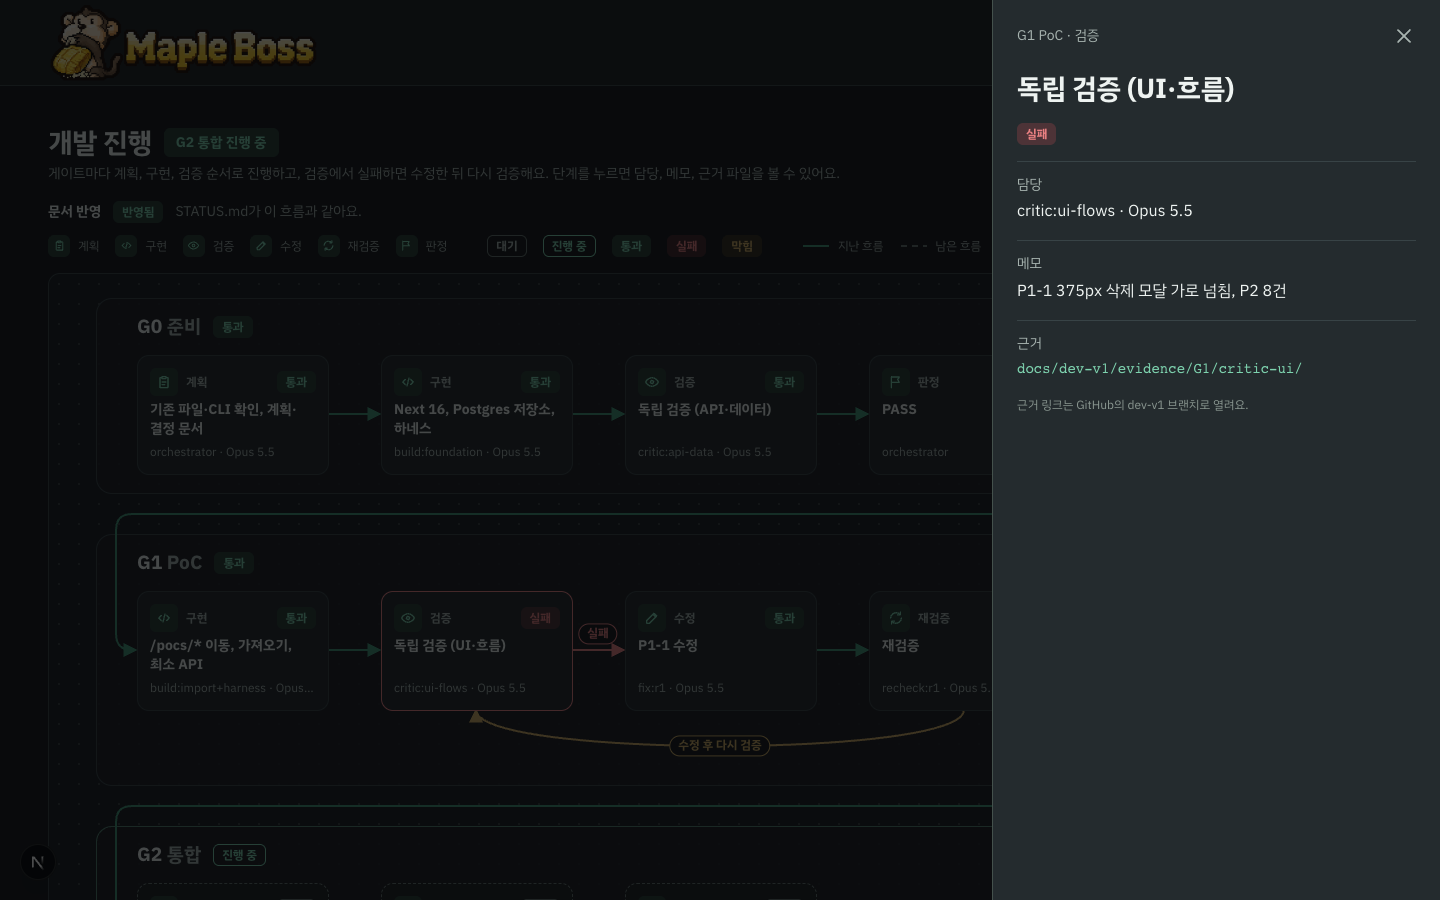 Maple Boss
개발 진행 G2 통합 진행 중
게이트마다 계획, 구현, 검증 순서로 진행하고, 검증에서 실패하면 수정한 뒤 다시 검증해요. 단계를 누르면 담당, 메모, 근거 파일을 볼 수 있어요.
문서 반영 반영됨 STATUS.md가 이 흐름과 같아요.
계획 구현 검증 수정 재검증 판정 대기 진행 중 통과 실패 막힘 지난 흐름 남은 흐름
G0 준비 통과
계획 통과
기존 파일·CLI 확인, 계획·
결정 문서
orchestrator · Opus 5.5
구현 통과
Next 16, Postgres 저장소,
하네스
build:foundation · Opus 5.5
검증 통과
독립 검증 (API·데이터)
critic:api-data · Opus 5.5
판정
PASS
orchestrator
G1 PoC 통과
구현 통과
/pocs/* 이동, 가져오기,
최소 API
build:import+harness · Opus...
검증 실패
독립 검증 (UI·흐름)
critic:ui-flows · Opus 5.5
실패
수정 통과
P1-1 수정
fix:r1 · Opus 5.5
재검증
재검증
recheck:r1 · Opus 5.
수정 후 다시 검증
G2 통합 진행 중
N
G1 PoC · 검증
독립 검증 (UI·흐름)
실패
담당
critic:ui-flows · Opus 5.5
메모
P1-1 375px 삭제 모달 가로 넘침, P2 8건
근거
docs/dev-v1/evidence/G1/critic-ui/
근거 링크는 GitHub의 dev-v1 브랜치로 열려요.